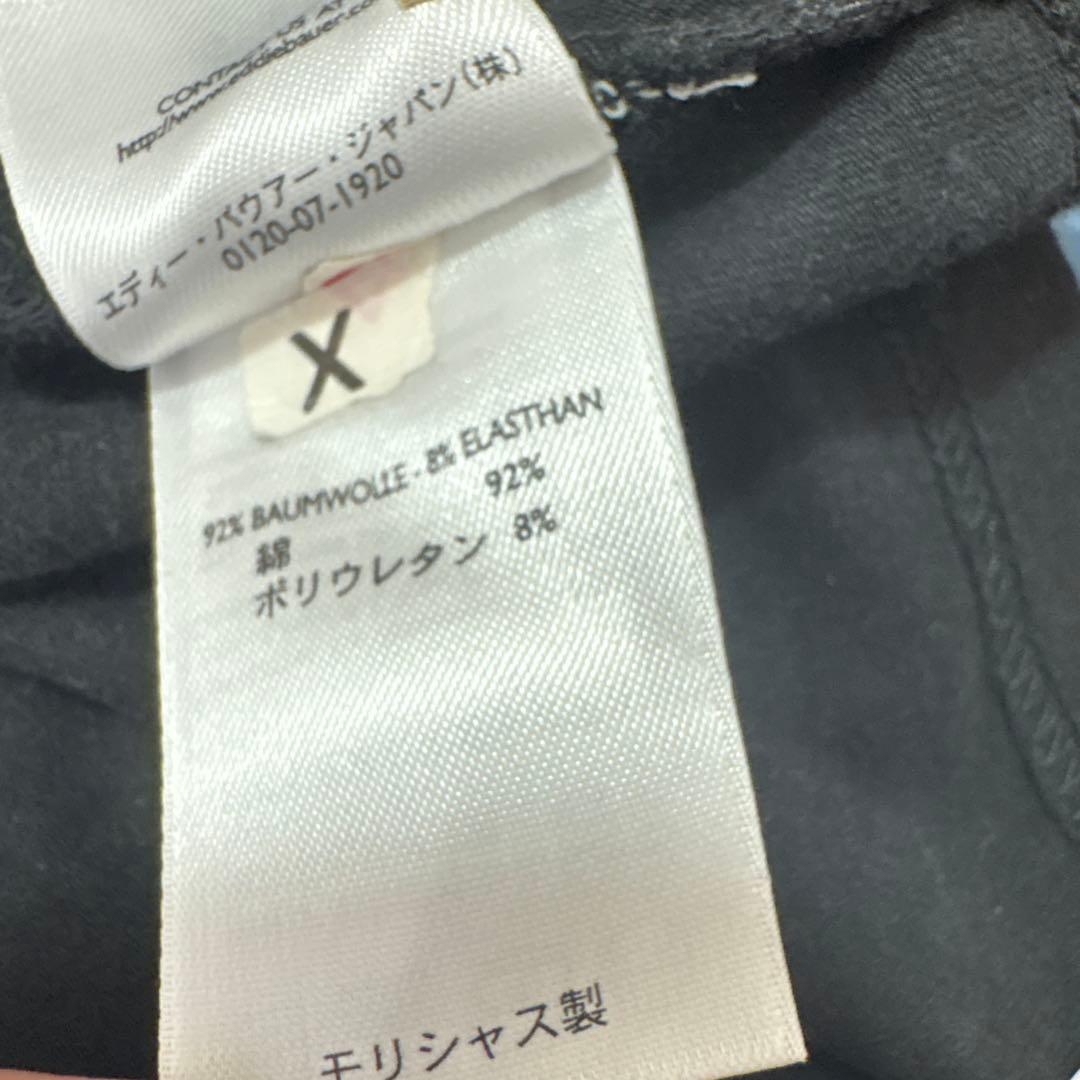 CONTACT US AT
http://www.eddiebauer.co
エディー・バウアー・ジャパン(株)
0120-07-1920
X
92% BAUMWOLLE - 8% ELASTHAN
綿 92%
ポリウレタン 8%
モリシャス製